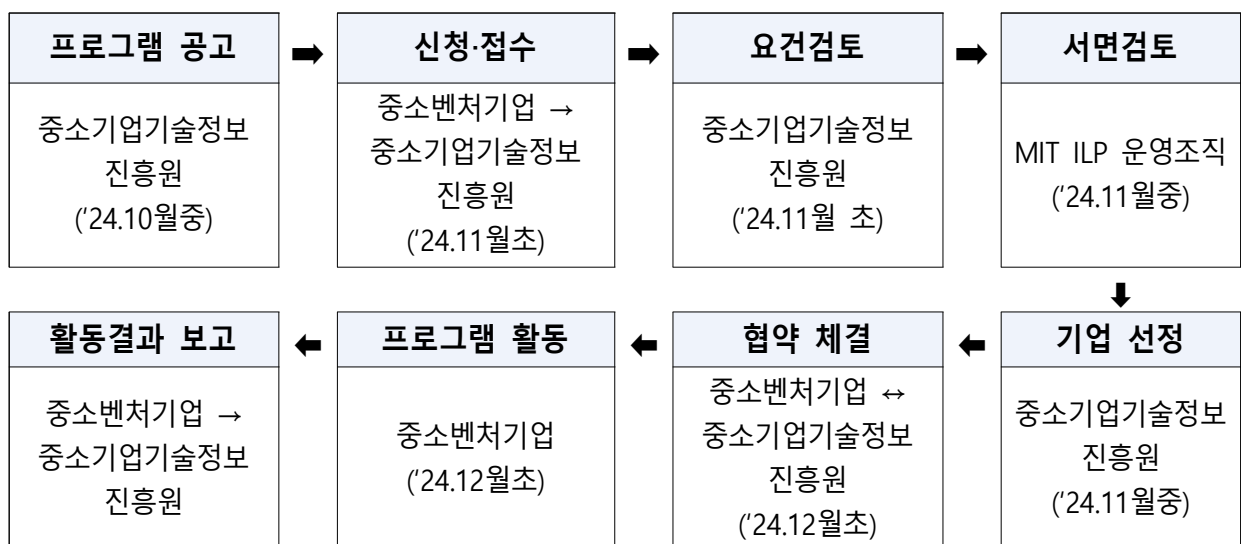 프로그램 공고
중소기업기술정보
진흥원
('24.10월중)
신청·접수
중소벤처기업 →
중소기업기술정보
진흥원
('24.11월초)
요건검토
중소기업기술정보
진흥원
('24.11월 초)
서면검토
MIT ILP 운영조직
('24.11월중)
기업 선정
중소기업기술정보
진흥원
('24.11월중)
협약 체결
중소벤처기업 ↔
중소기업기술정보
진흥원
('24.12월초)
프로그램 활동
중소벤처기업
('24.12월초)
활동결과 보고
중소벤처기업 →
중소기업기술정보
진흥원